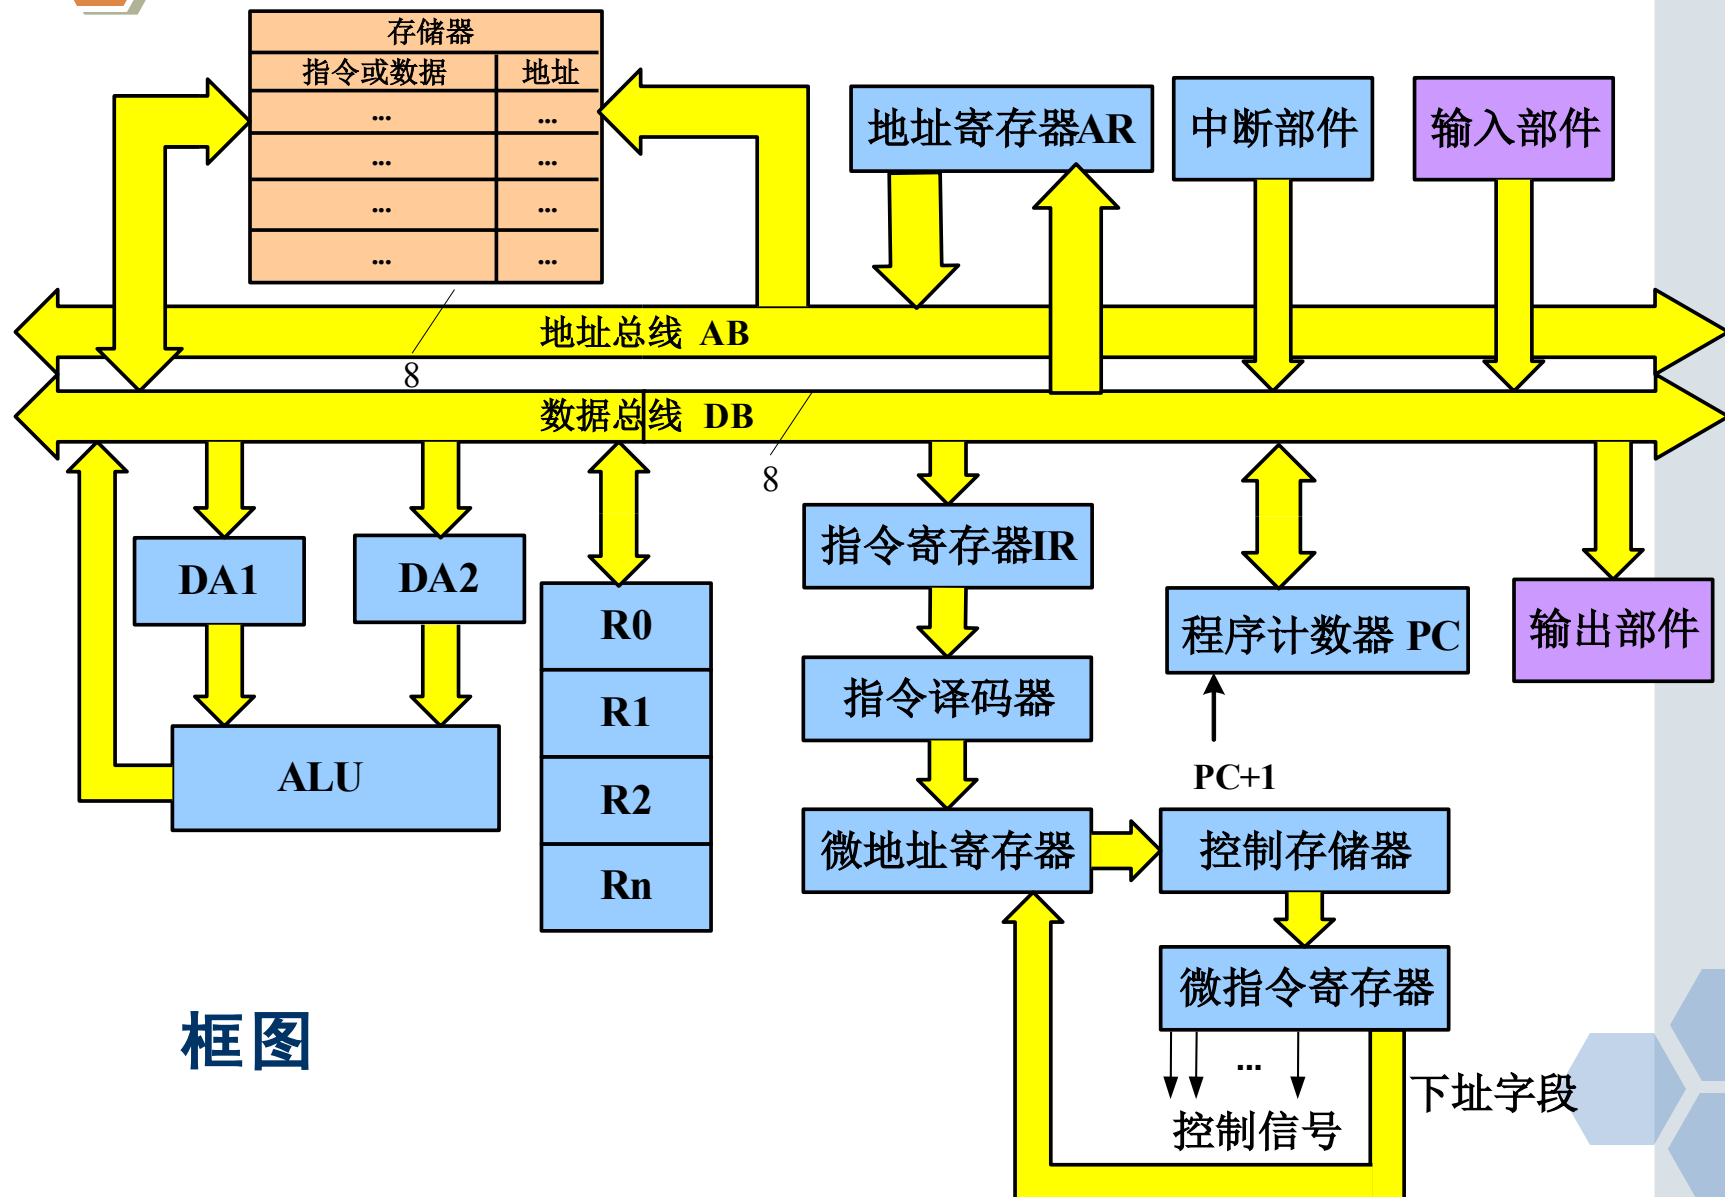 存储器
指令或数据 地址
... ...
... ...
... ...
... ...
地址寄存器AR
中断部件
输入部件
地址总线 AB
8
数据总线 DB
8
DA1
DA2
R0
R1
R2
Rn
ALU
指令寄存器IR
指令译码器
微地址寄存器
程序计数器 PC
PC+1
输出部件
控制存储器
微指令寄存器
...
控制信号
下址字段
框图